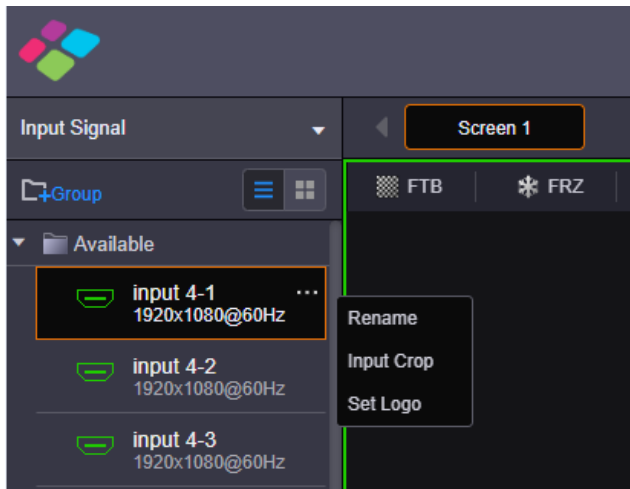 Input Signal
Screen 1
Group
FTB
FRZ
Available
input 4-1
1920x1080@60Hz
Rename
Input Crop
Set Logo
input 4-2
1920x1080@60Hz
input 4-3
1920x1080@60Hz